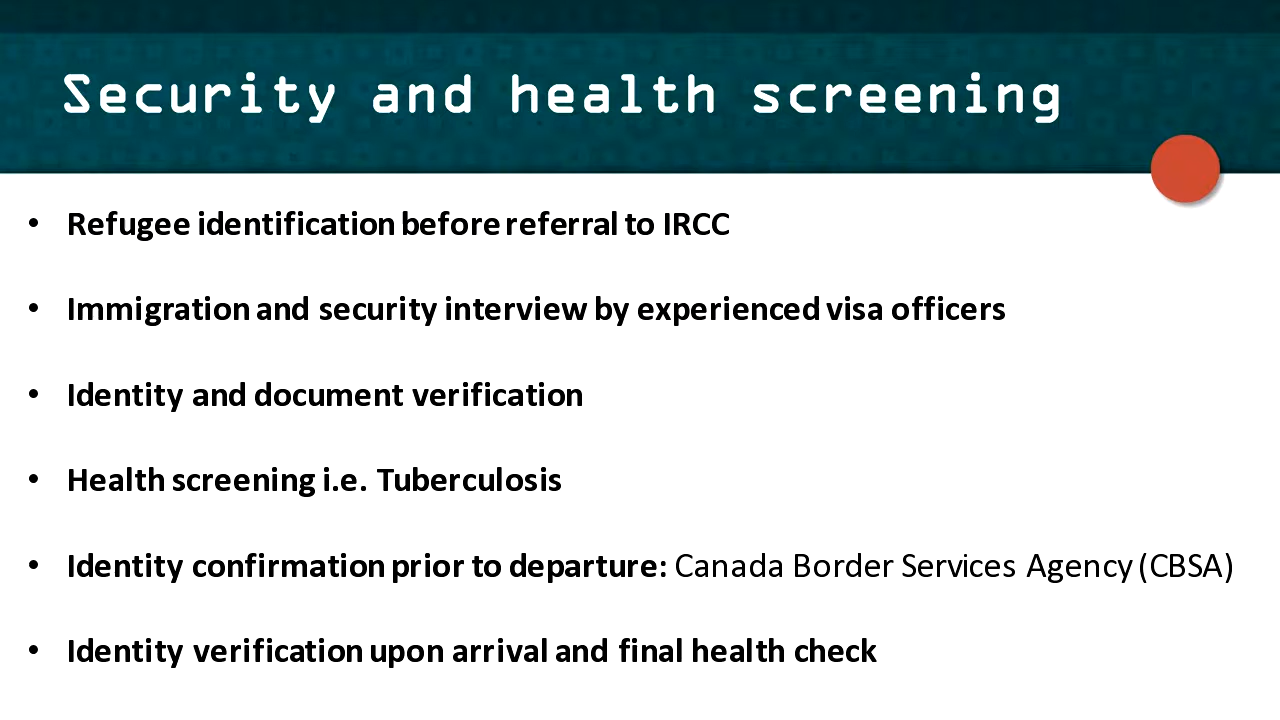 Security and health screening
• Refugee identification before referral to IRCC
• Immigration and security interview by experienced visa officers
• Identity and document verification
• Health screening i.e. Tuberculosis
• Identity confirmation prior to departure: Canada Border Services Agency (CBSA)
• Identity verification upon arrival and final health check